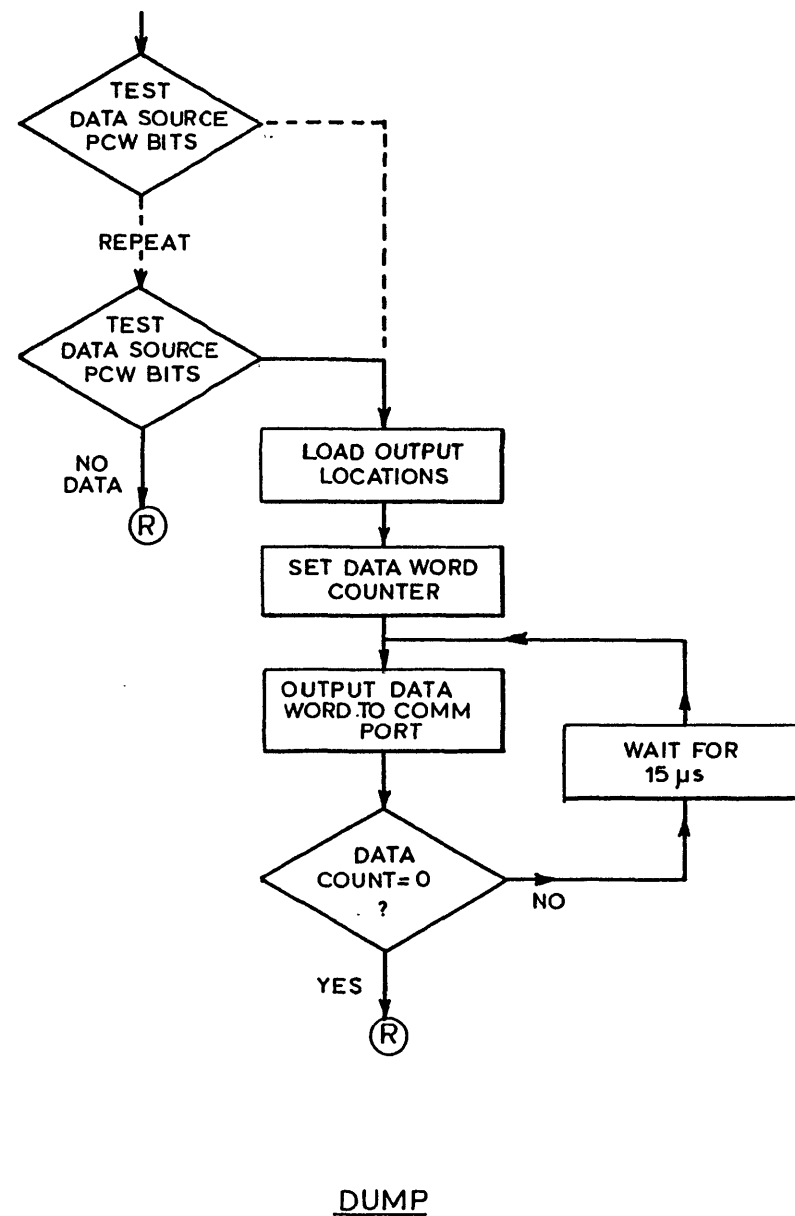 TEST
DATA SOURCE
PCW BITS
REPEAT
TEST
DATA SOURCE
PCW BITS
NO
DATA
R
LOAD OUTPUT
LOCATIONS
SET DATA WORD
COUNTER
OUTPUT DATA
WORD TO COMM
PORT
WAIT FOR
15 µs
DATA
COUNT=0
?
NO
YES
R
DUMP